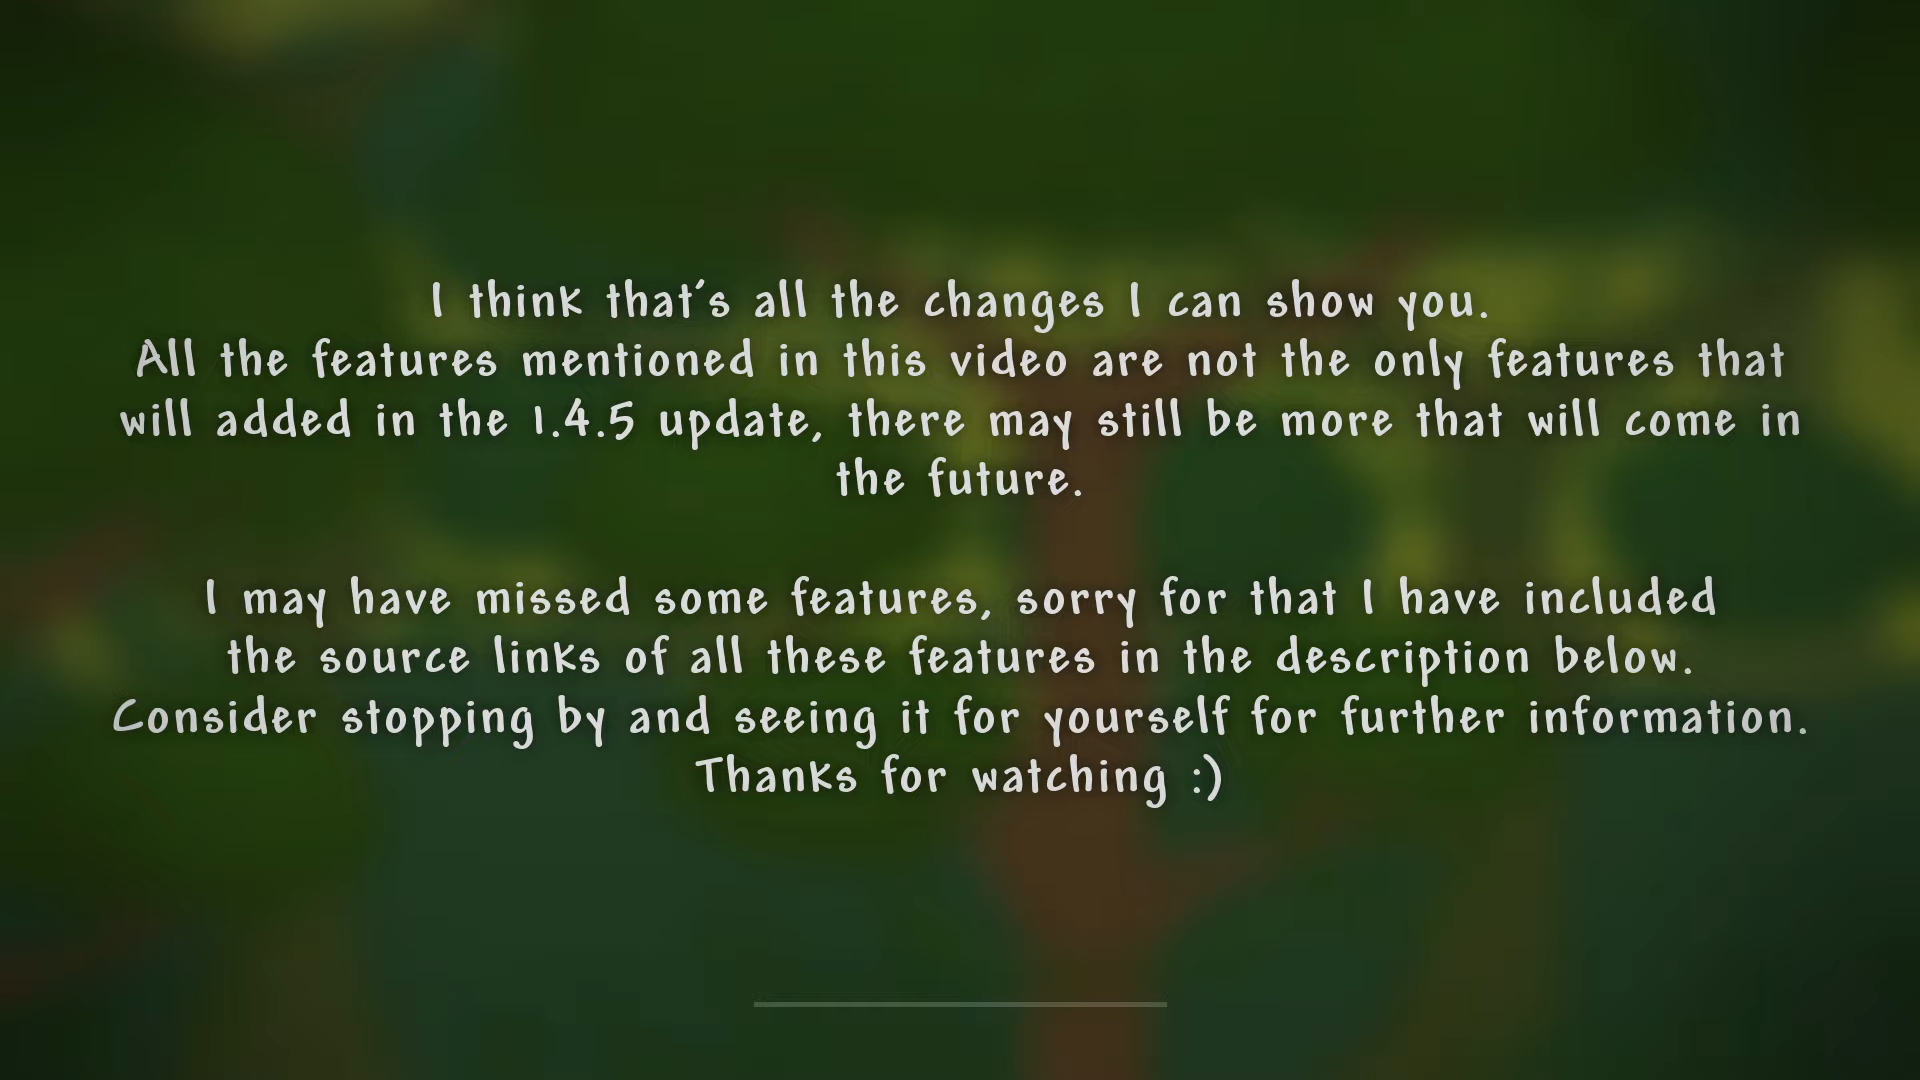 I think that's all the changes I can show you.
All the features mentioned in this video are not the only features that
will added in the 1.4.5 update, there may still be more that will come in
the future.
I may have missed some features, sorry for that I have included
the source links of all these features in the description below.
Consider stopping by and seeing it for yourself for further information.
Thanks for watching :)